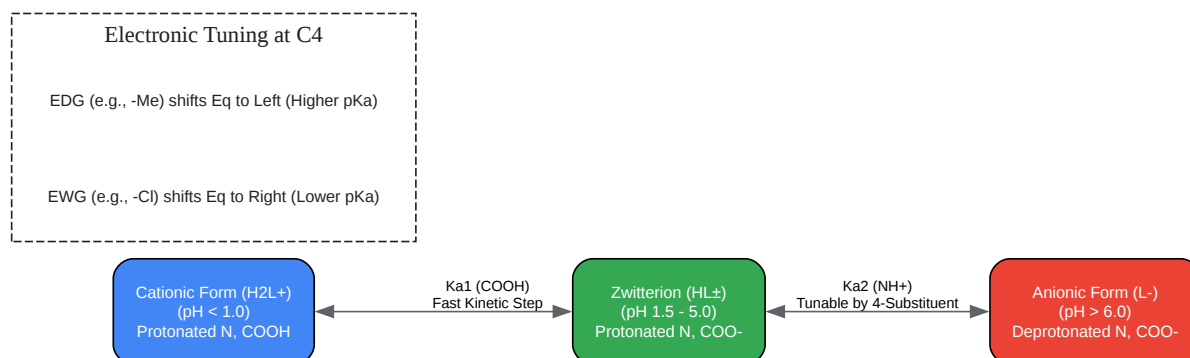 Electronic Tuning at C4
EDG (e.g., -Me) shifts Eq to Left (Higher pKa)
EWG (e.g., -Cl) shifts Eq to Right (Lower pKa)
Cationic Form (H2L+)
(pH < 1.0)
Protonated N, COOH
Ka1 (COOH)
Fast Kinetic Step
Zwitterion (HL±)
(pH 1.5 - 5.0)
Protonated N, COO-
Ka2 (NH+)
Tunable by 4-Substituent
Anionic Form (L-)
(pH > 6.0)
Deprotonated N, COO-